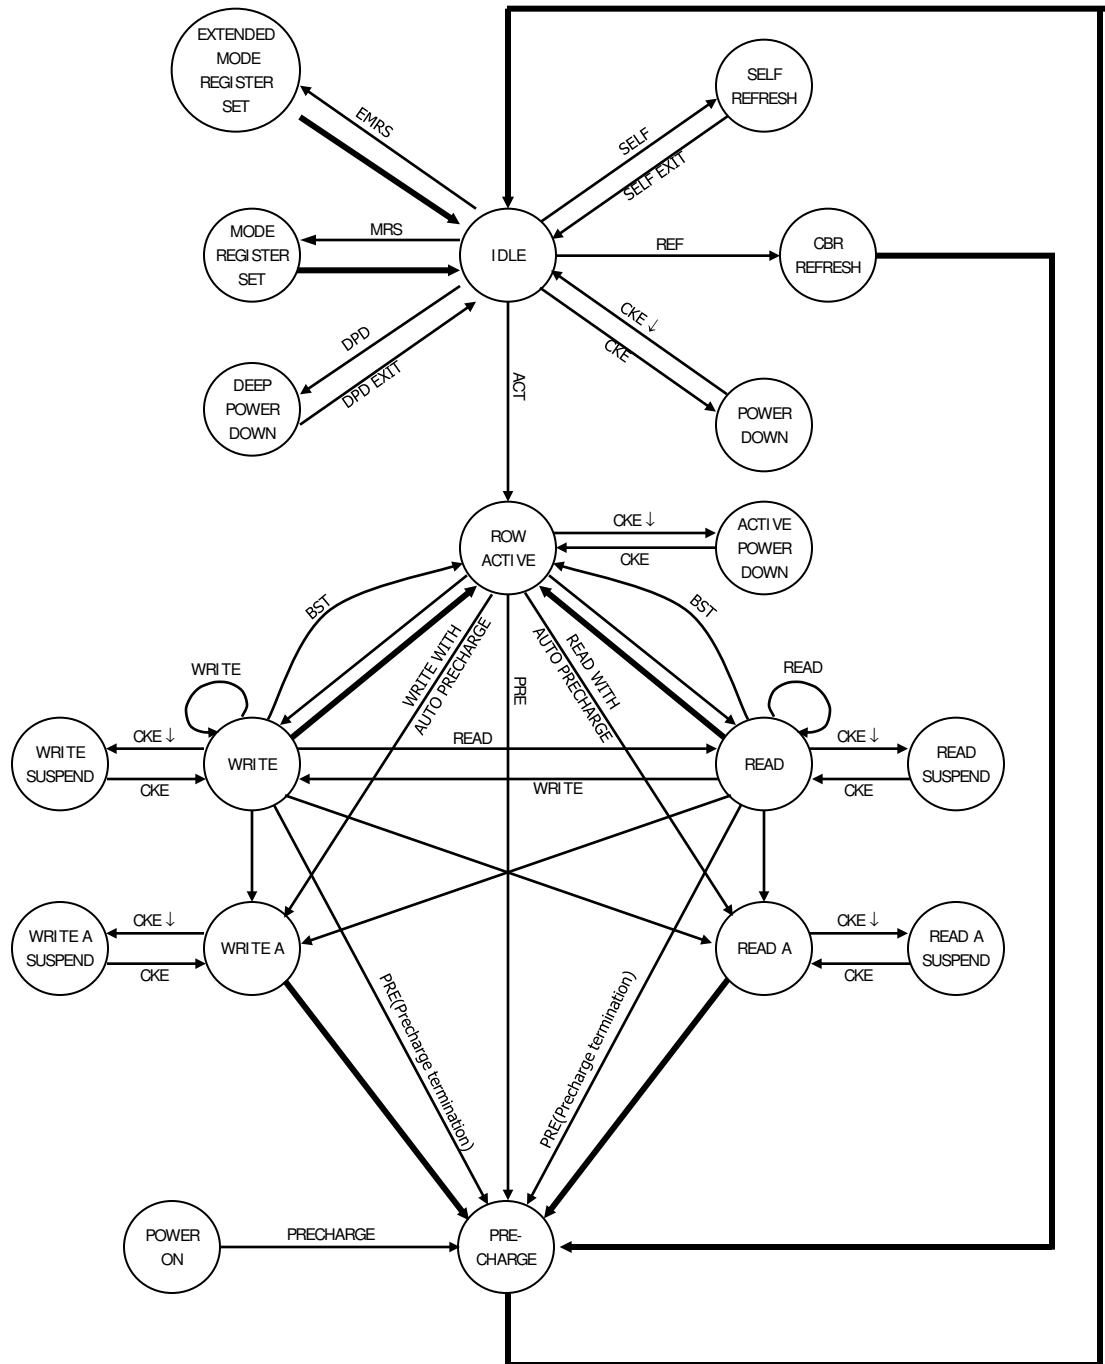 EXTENDED
MODE
REGISTER
SET
SELF
REFRESH
EMRS
SELF
SELF EXIT
MODE
REGISTER
SET
MRS
IDLE
REF
CBR
REFRESH
DPD
DPD EXIT
CKE ↓
CKE
DEEP
POWER
DOWN
ACT
POWER
DOWN
ROW
ACTIVE
CKE ↓
CKE
ACTIVE
POWER
DOWN
BST
WRITE WITH
AUTO PRECHARGE
PRE
READ WITH
AUTO PRECHARGE
BST
WRITE
READ
WRITE
SUSPEND
CKE ↓
CKE
WRITE
READ
WRITE
READ
CKE ↓
CKE
READ
SUSPEND
WRITE A
SUSPEND
CKE ↓
CKE
WRITE A
READ A
CKE ↓
CKE
READ A
SUSPEND
PRE(Precharge termination)
PRE(Precharge termination)
POWER
ON
PRECHARGE
PRE-
CHARGE